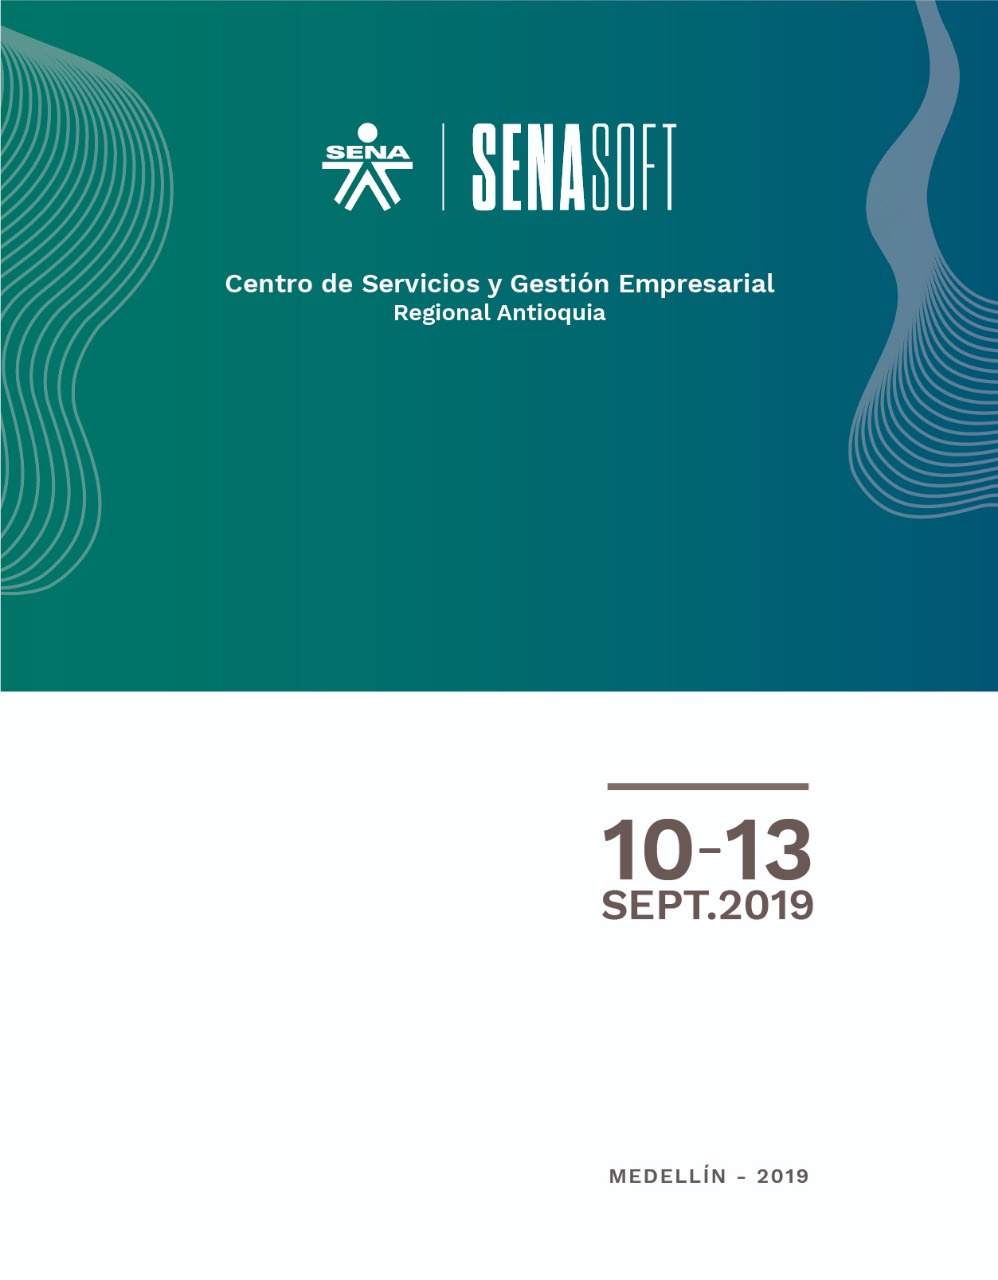 SENA
SENASOFT
Centro de Servicios y Gestión Empresarial
Regional Antioquia
10-13
SEPT.2019
MEDELLÍN - 2019